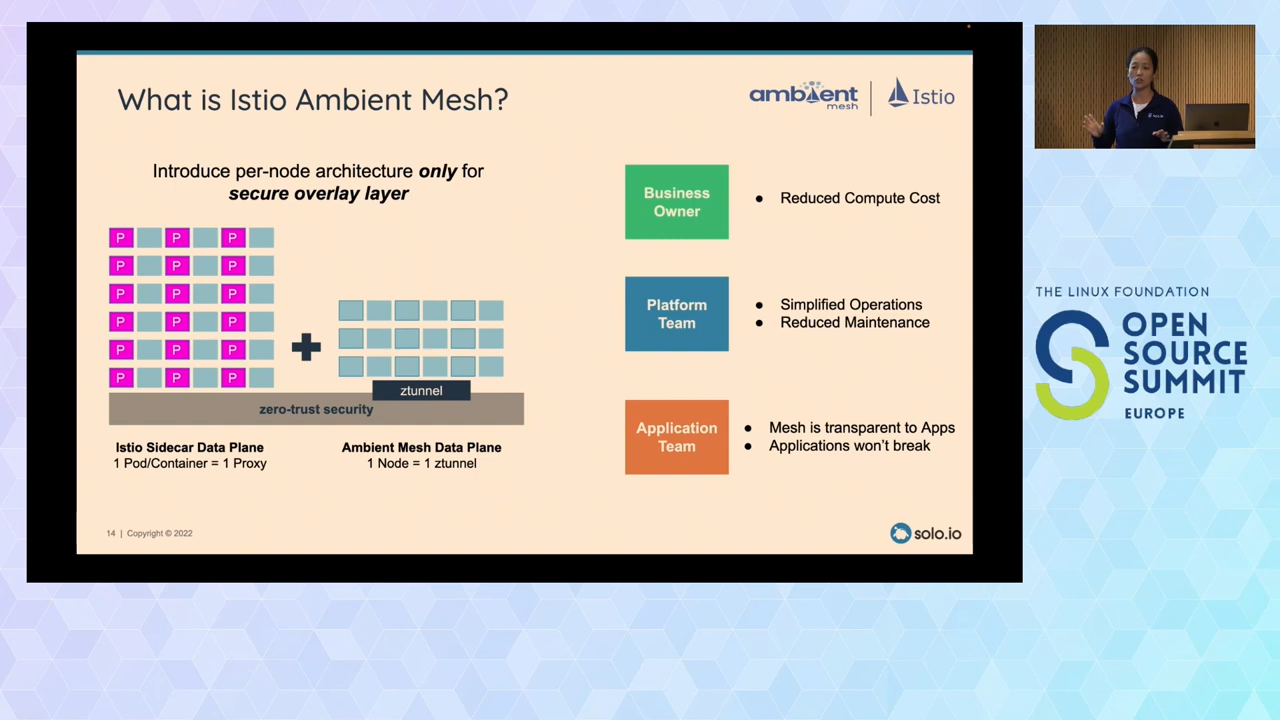 What is Istio Ambient Mesh?
ambient
mesh
Istio
Introduce per-node architecture only for
secure overlay layer
P P P
P P P
P P P
P P P
P P P
P P P
ztunnel
zero-trust security
Istio Sidecar Data Plane
1 Pod/Container = 1 Proxy
Ambient Mesh Data Plane
1 Node = 1 ztunnel
Business
Owner
● Reduced Compute Cost
Platform
Team
● Simplified Operations
● Reduced Maintenance
Application
Team
● Mesh is transparent to Apps
● Applications won't break
14 | Copyright © 2022
solo.io
THE LINUX FOUNDATION
OPEN
SOURCE
SUMMIT
EUROPE